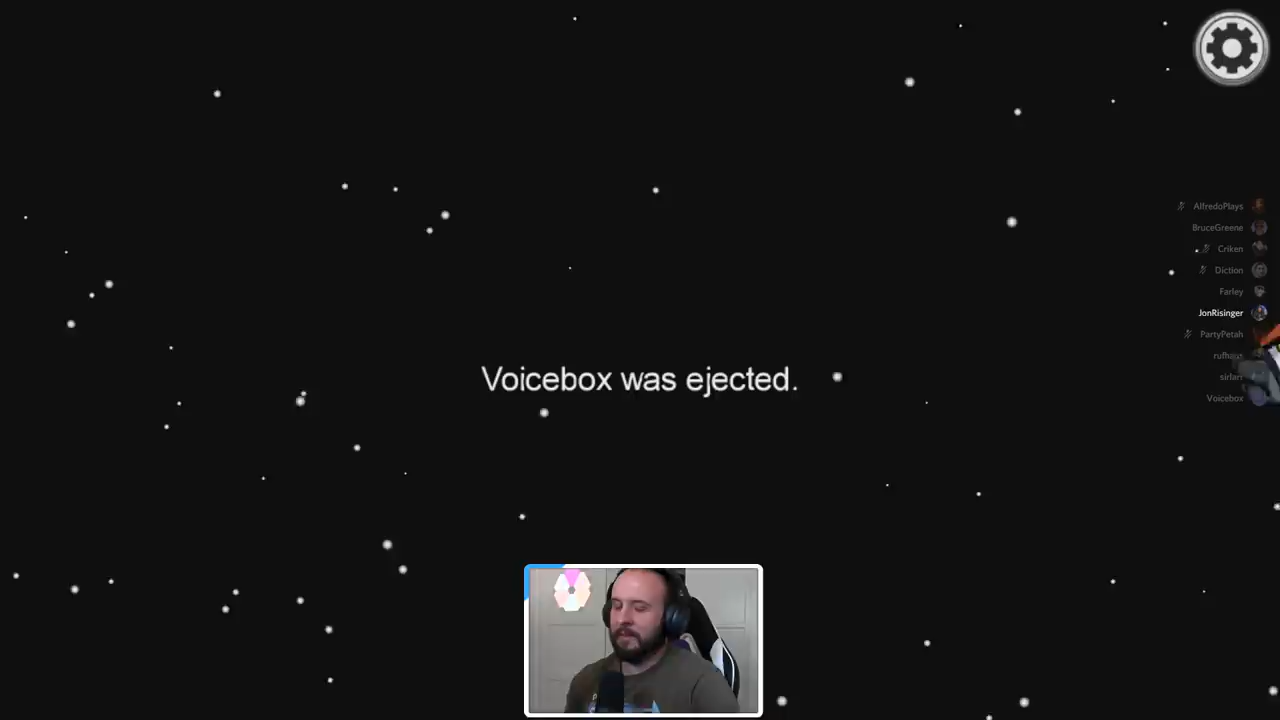 AlfredoPlays
BruceGreene
Criken
Diction
Farley
JonRisinger
PartyPetah
Voicebox was ejected.
Voicebox